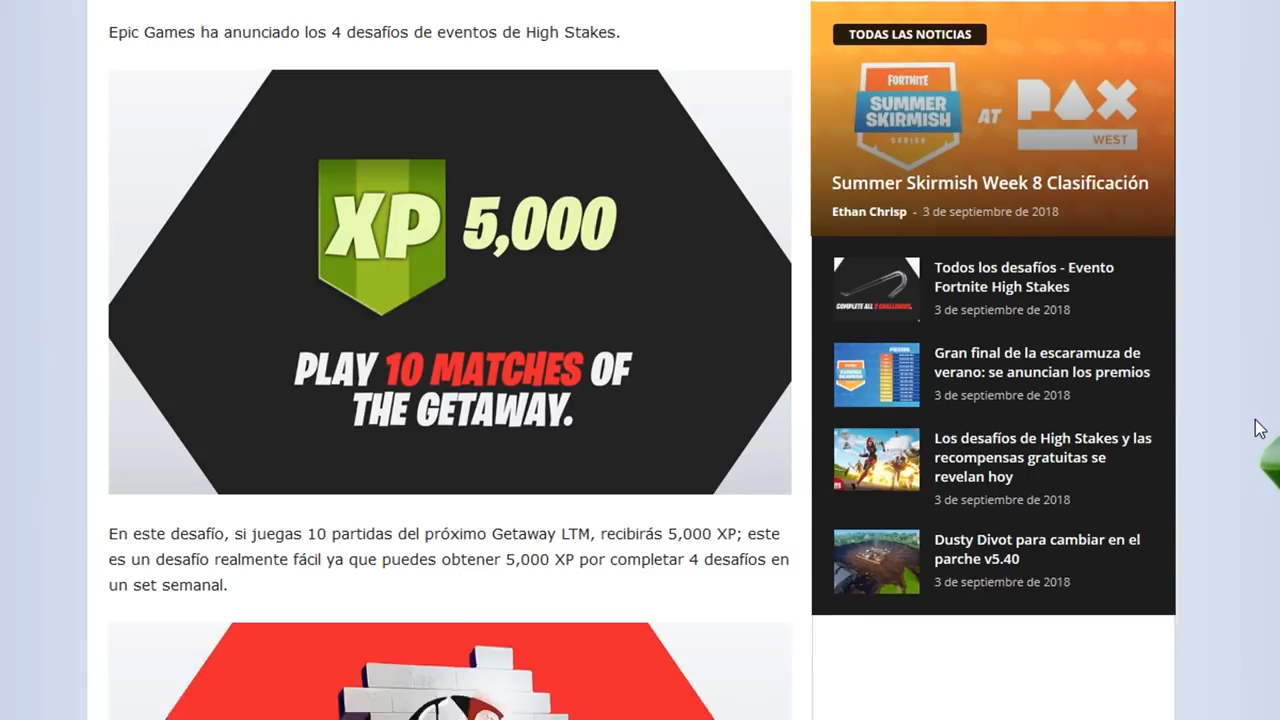 Epic Games ha anunciado los 4 desafíos de eventos de High Stakes.
XP 5,000
PLAY 10 MATCHES OF
THE GETAWAY.
En este desafío, si juegas 10 partidas del próximo Getaway LTM, recibirás 5,000 XP; este
es un desafío realmente fácil ya que puedes obtener 5,000 XP por completar 4 desafíos en
un set semanal.
TODAS LAS NOTICIAS
FORTNITE
SUMMER
SKIRMISH
SERIES
AT
PAX
WEST
Summer Skirmish Week 8 Clasificación
Ethan Chrisp - 3 de septiembre de 2018
COMPLETE ALL
Todos los desafíos - Evento
Fortnite High Stakes
3 de septiembre de 2018
Gran final de la escaramuza de
verano: se anuncian los premios
3 de septiembre de 2018
Los desafíos de High Stakes y las
recompensas gratuitas se
revelan hoy
3 de septiembre de 2018
Dusty Divot para cambiar en el
parche v5.40
3 de septiembre de 2018